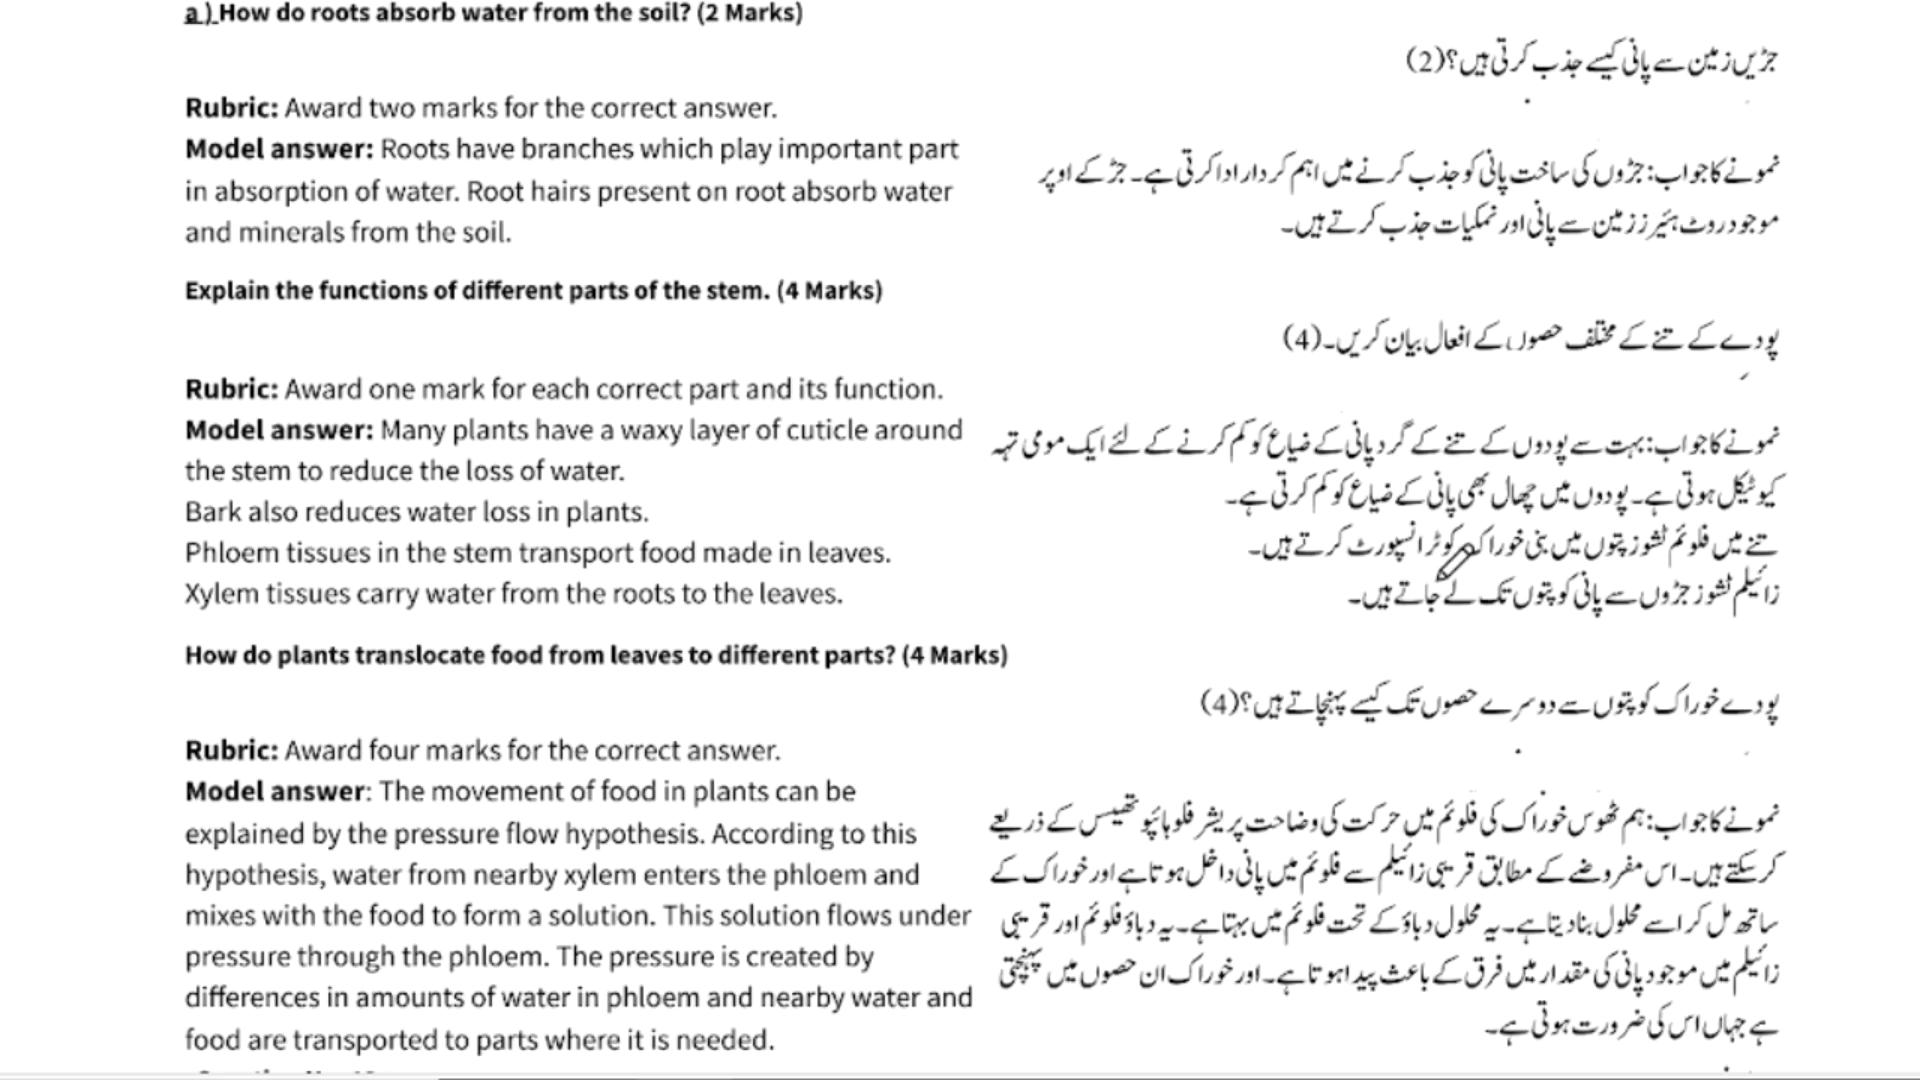 a ) How do roots absorb water from the soil? (2 Marks)
جڑیں زمین سے پانی کیسے جذب کرتی ہیں؟(2)
Rubric: Award two marks for the correct answer.
Model answer: Roots have branches which play important part
in absorption of water. Root hairs present on root absorb water
and minerals from the soil.
نمونے کا جواب: جڑوں کی ساخت پانی کو جذب کرنے میں اہم کردار ادا کرتی ہے۔ جڑ کے اوپر
موجود روٹ ہئیرز زمین سے پانی اور نمکیات جذب کرتے ہیں۔
Explain the functions of different parts of the stem. (4 Marks)
پودے کے تنے کے مختلف حصوں کے افعال بیان کریں۔(4)
Rubric: Award one mark for each correct part and its function.
Model answer: Many plants have a waxy layer of cuticle around
the stem to reduce the loss of water.
Bark also reduces water loss in plants.
Phloem tissues in the stem transport food made in leaves.
Xylem tissues carry water from the roots to the leaves.
نمونے کا جواب: بہت سے پودوں کے تنے کے گرد پانی کے ضیاع کو کم کرنے کے لئے ایک مومی تہہ
کیوٹیکل ہوتی ہے۔ پودوں میں چھال بھی پانی کے ضیاع کو کم کرتی ہے۔
تنے میں فلوئم ٹشوز پتوں میں بنی خوراک کو ٹرانسپورٹ کرتے ہیں۔
زائیلم ٹشوز جڑوں سے پانی کو پتوں تک لے جاتے ہیں۔
How do plants translocate food from leaves to different parts? (4 Marks)
پودے خوراک کو پتوں سے دوسرے حصوں تک کیسے پہنچاتے ہیں؟(4)
Rubric: Award four marks for the correct answer.
Model answer: The movement of food in plants can be
explained by the pressure flow hypothesis. According to this
hypothesis, water from nearby xylem enters the phloem and
mixes with the food to form a solution. This solution flows under
pressure through the phloem. The pressure is created by
differences in amounts of water in phloem and nearby water and
food are transported to parts where it is needed.
نمونے کا جواب: ہم ٹھوس خوراک کی فلوئم میں حرکت کی وضاحت پریشر فلو ہائپو تھیسس کے ذریعے
کر سکتے ہیں۔ اس مفروضے کے مطابق قریبی زائیلم سے فلوئم میں پانی داخل ہوتا ہے اور خوراک کے
ساتھ مل کر اسے محلول بنا دیتا ہے۔ یہ محلول دباؤ کے تحت فلوئم میں بہتا ہے۔ یہ دباؤ فلوئم اور قریبی
زائیلم میں موجود پانی کی مقدار میں فرق کے باعث پیدا ہوتا ہے۔ اور خوراک ان حصوں میں پہنچتی
ہے جہاں اس کی ضرورت ہوتی ہے۔